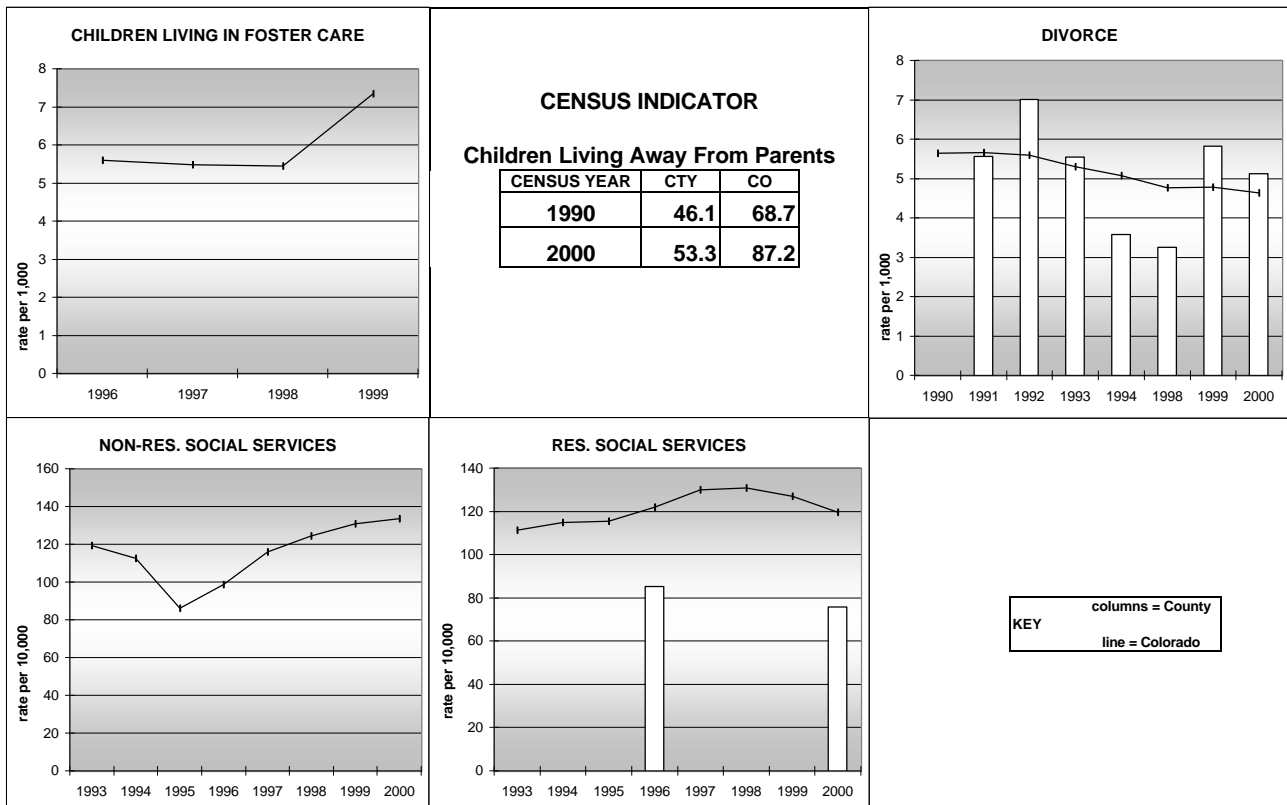 CHILDREN LIVING IN FOSTER CARE
8
7
6
5
4
3
2
1
0
rate per 1,000
1996 1997 1998 1999
CENSUS INDICATOR
Children Living Away From Parents
CENSUS YEAR CTY CO
1990 46.1 68.7
2000 53.3 87.2
DIVORCE
8
7
6
5
4
3
2
1
0
rate per 1,000
1990 1991 1992 1993 1994 1998 1999 2000
NON-RES. SOCIAL SERVICES
160
140
120
100
80
60
40
20
0
rate per 10,000
1993 1994 1995 1996 1997 1998 1999 2000
RES. SOCIAL SERVICES
140
120
100
80
60
40
20
0
rate per 10,000
1993 1994 1995 1996 1997 1998 1999 2000
columns = County
KEY
line = Colorado